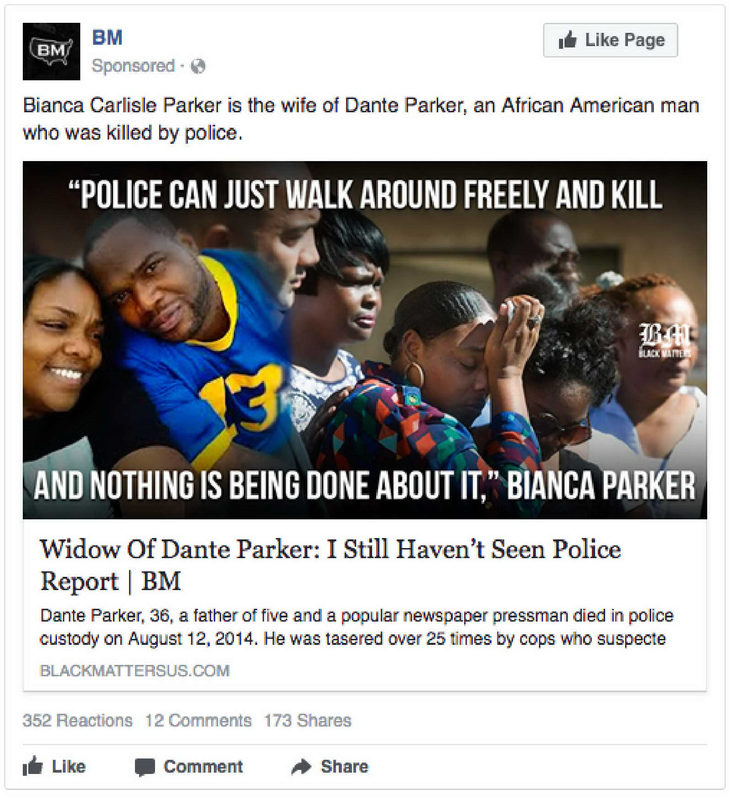 BM
BM
Like Page
Sponsored ·
Bianca Carlisle Parker is the wife of Dante Parker, an African American man
who was killed by police.
“POLICE CAN JUST WALK AROUND FREELY AND KILL
13
BM
BLACK MATTERS
AND NOTHING IS BEING DONE ABOUT IT,” BIANCA PARKER
Widow Of Dante Parker: I Still Haven’t Seen Police
Report | BM
Dante Parker, 36, a father of five and a popular newspaper pressman died in police
custody on August 12, 2014. He was tasered over 25 times by cops who suspecte
BLACKMATTERSUS.COM
352 Reactions 12 Comments 173 Shares
Like Comment Share